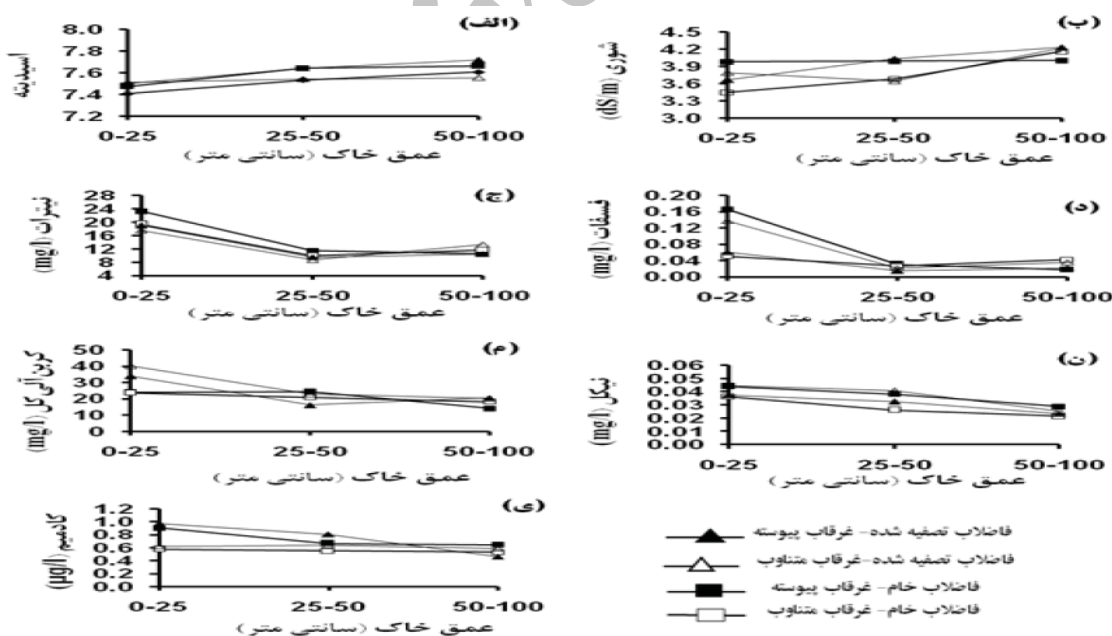 (الف)
اسیدیته
8.0
7.8
7.6
7.4
7.2
0-25 25-50 50-100
عمق خاک (سانتی متر)
(ب)
شوری (dS/m)
4.5
4.2
3.9
3.6
3.3
3.0
0-25 25-50 50-100
عمق خاک (سانتی متر)
(ج)
نیترات (mg/l)
28
24
20
16
12
8
4
0-25 25-50 50-100
عمق خاک (سانتی متر)
(د)
فسفات (mg/l)
0.20
0.16
0.12
0.08
0.04
0.00
0-25 25-50 50-100
عمق خاک (سانتی متر)
(م)
کربن آلی کل (mg/l)
50
40
30
20
10
0
0-25 25-50 50-100
عمق خاک (سانتی متر)
(ن)
نیکل (mg/l)
0.06
0.05
0.04
0.03
0.02
0.01
0.00
0-25 25-50 50-100
عمق خاک (سانتی متر)
(ی)
کادمیم (µg/l)
1.2
1.0
0.8
0.6
0.4
0.2
0.0
0-25 25-50 50-100
عمق خاک (سانتی متر)
فاضلاب تصفیه شده- غرقاب پیوسته
فاضلاب تصفیه شده-غرقاب متناوب
فاضلاب خام- غرقاب پیوسته
فاضلاب خام- غرقاب متناوب